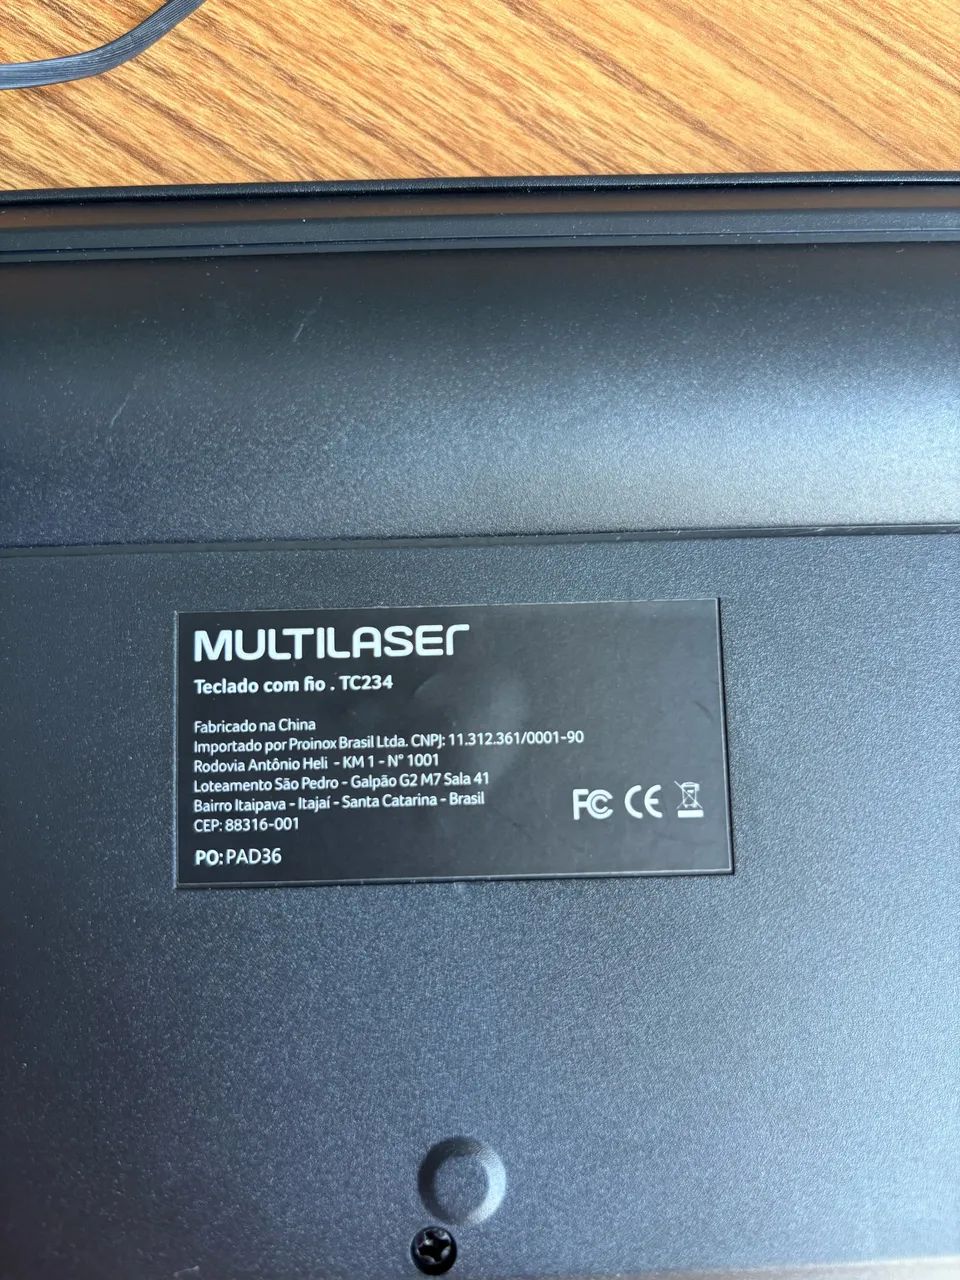 MULTILASER
Teclado com fio . TC234
Fabricado na China
Importado por Proinox Brasil Ltda. CNPJ: 11.312.361/0001-90
Rodovia Antônio Heli - KM 1 - N° 1001
Loteamento São Pedro - Galpão G2 M7 Sala 41
Bairro Itaipava - Itajaí - Santa Catarina - Brasil
CEP: 88316-001
FC CE
PO: PAD36